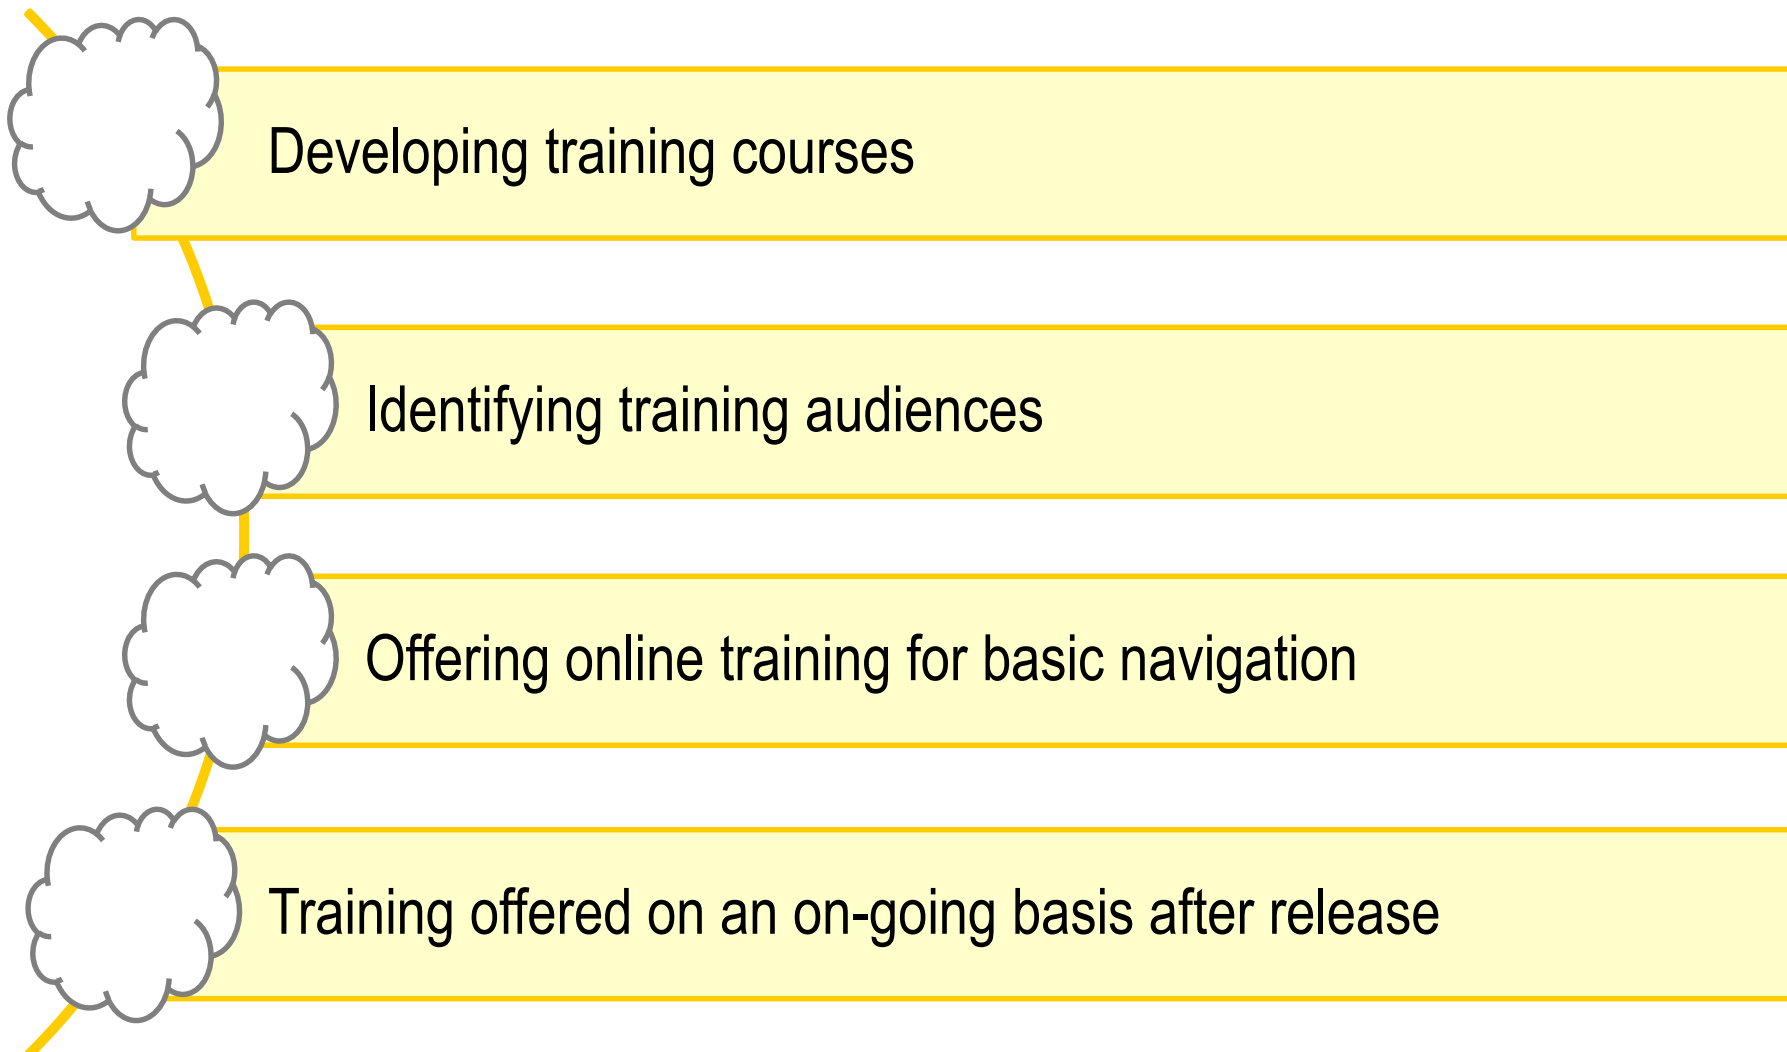 Developing training courses
Identifying training audiences
Offering online training for basic navigation
Training offered on an on-going basis after release